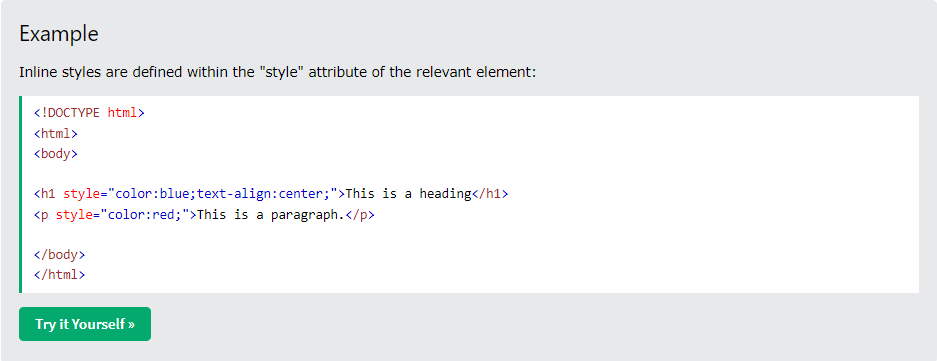 Example
Inline styles are defined within the "style" attribute of the relevant element:
<!DOCTYPE html>
<html>
<body>
<h1 style="color:blue;text-align:center;">This is a heading</h1>
<p style="color:red;">This is a paragraph.</p>
</body>
</html>
Try it Yourself »